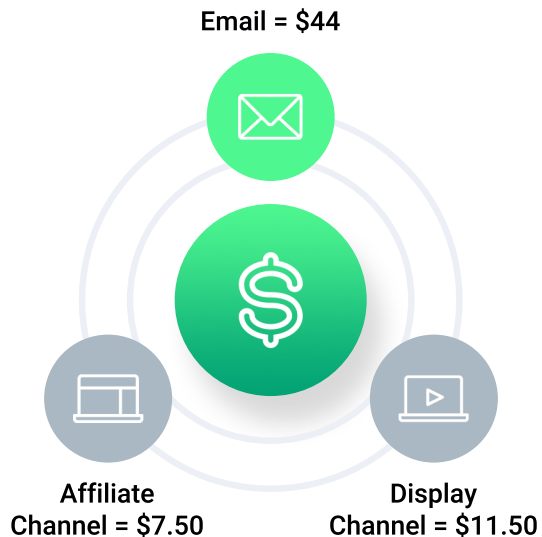 Email = $44
Affiliate
Channel = $7.50
Display
Channel = $11.50